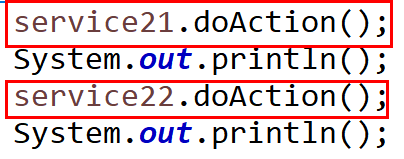 service21.doAction();
System.out.println();
service22.doAction();
System.out.println();